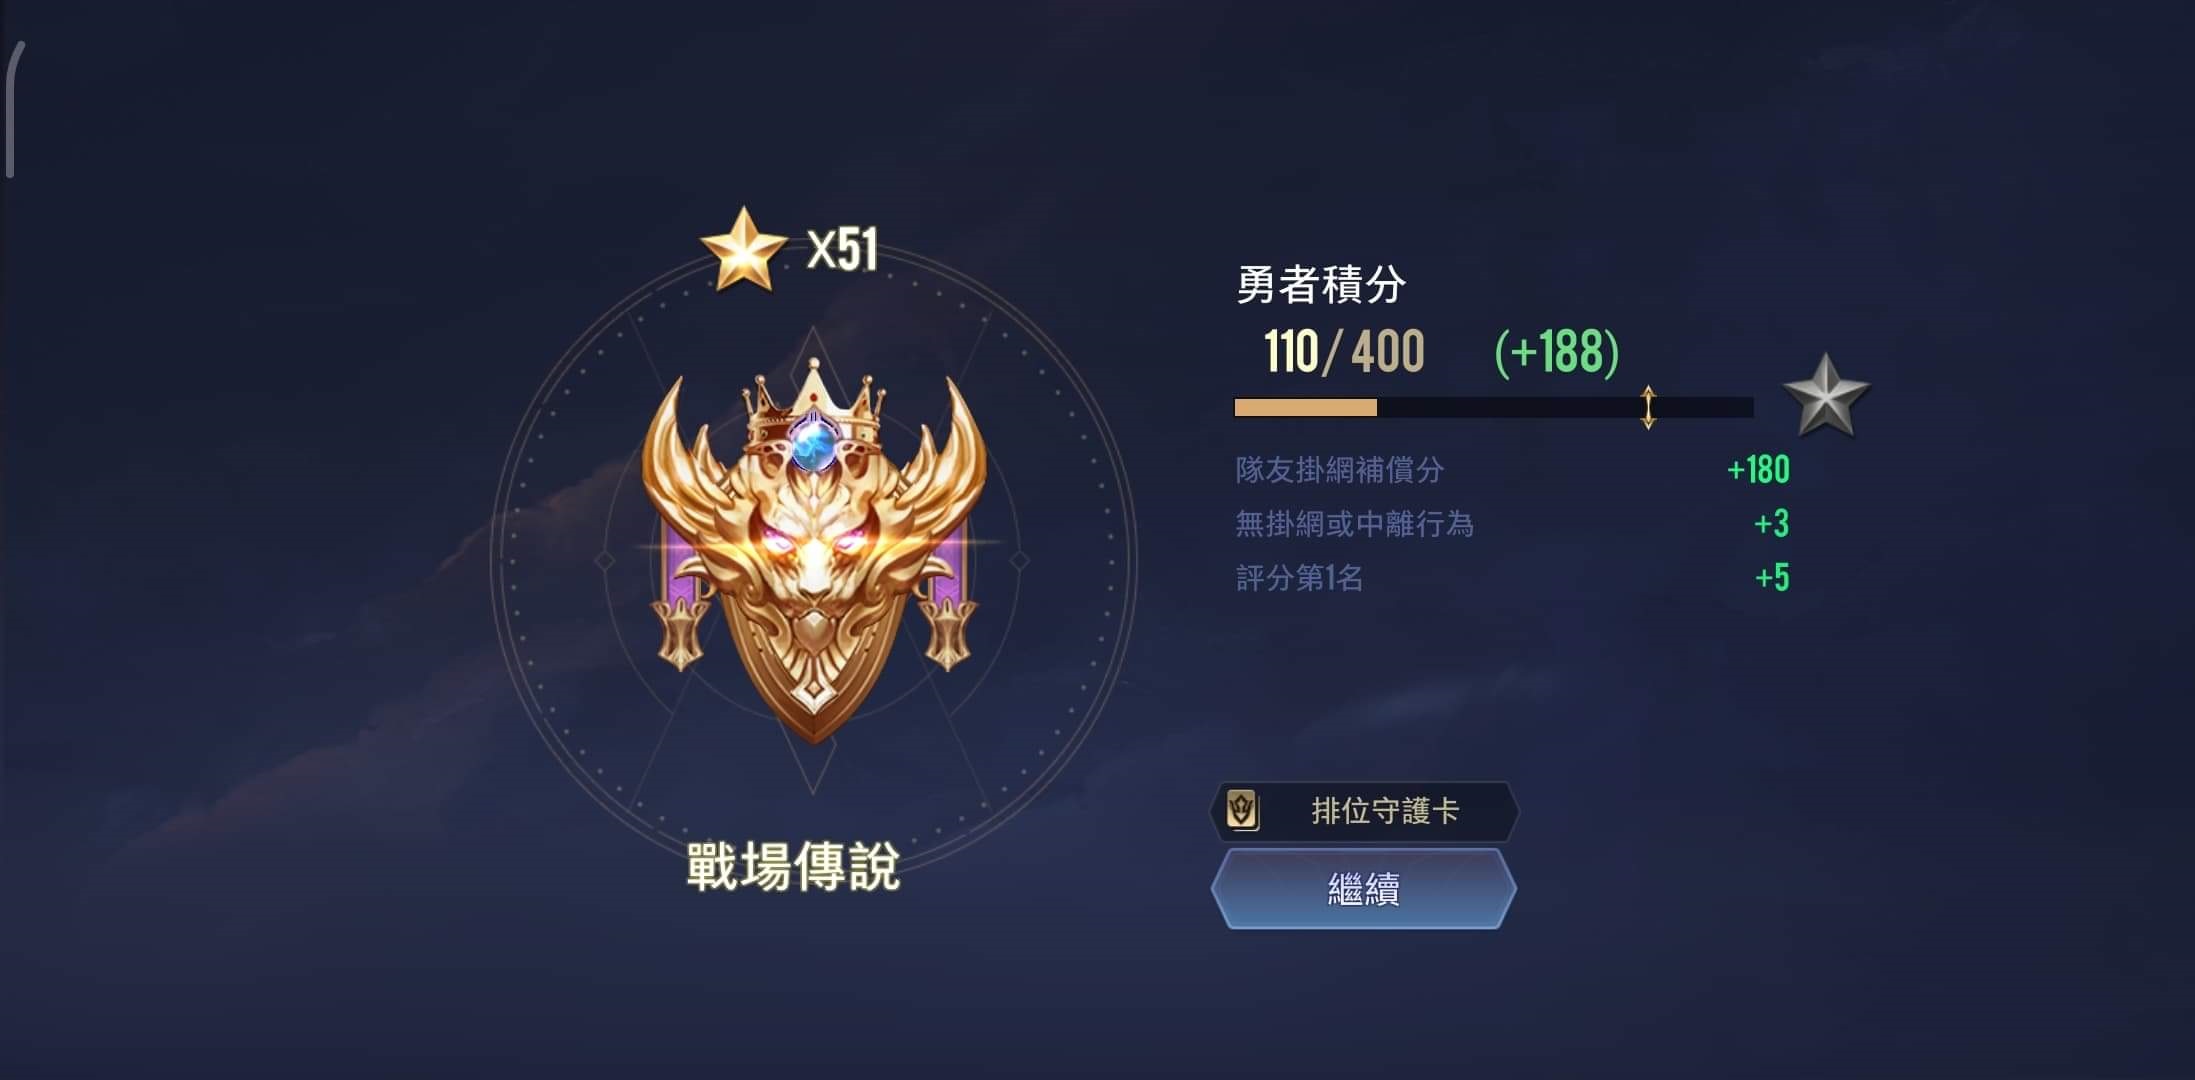 X51
戰場傳說
勇者積分
110/400 (+188)
隊友掛網補償分 +180
無掛網或中離行為 +3
評分第1名 +5
排位守護卡
繼續